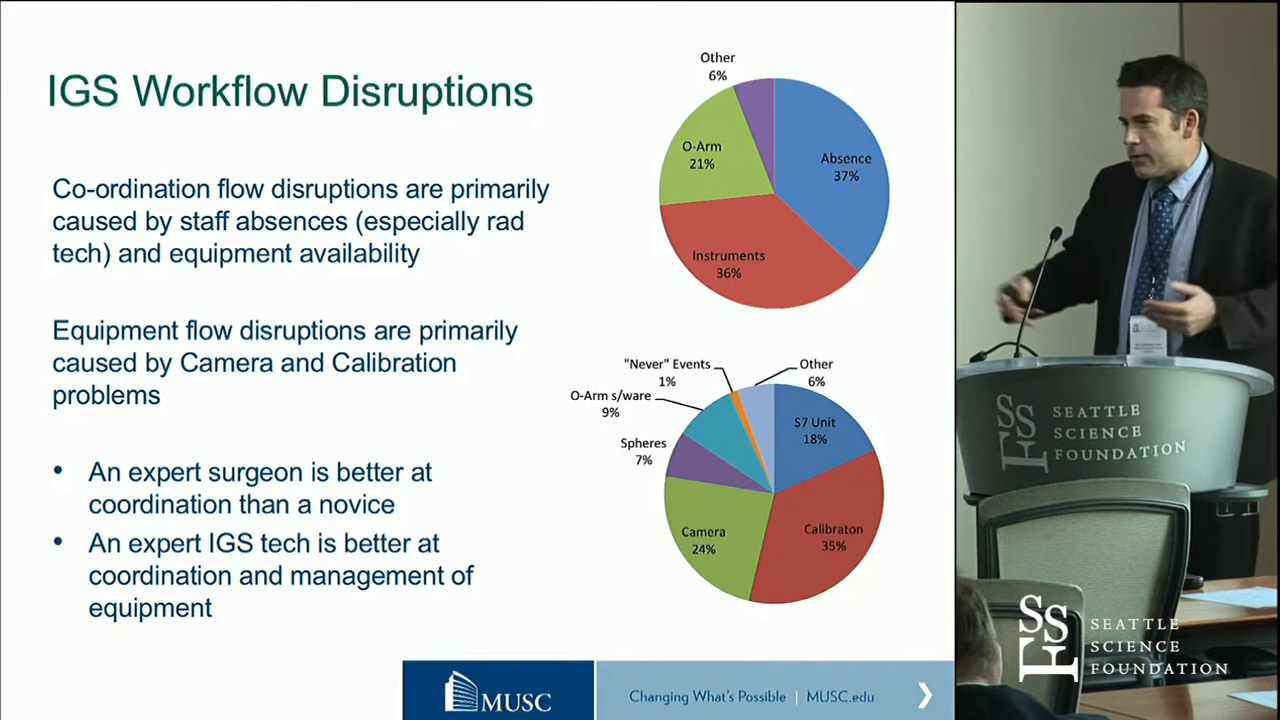 IGS Workflow Disruptions
Co-ordination flow disruptions are primarily
caused by staff absences (especially rad
tech) and equipment availability
Equipment flow disruptions are primarily
caused by Camera and Calibration
problems
• An expert surgeon is better at
coordination than a novice
• An expert IGS tech is better at
coordination and management of
equipment
Other
6%
O-Arm
21%
Absence
37%
Instruments
36%
"Never" Events
1%
Other
6%
O-Arm s/ware
9%
S7 Unit
18%
Spheres
7%
Camera
24%
Calibraton
35%
MUSC
Changing What's Possible | MUSC.edu
SSF
SEATTLE
SCIENCE
FOUNDATION
SSF
SEATTLE
SCIENCE
FOUNDATION